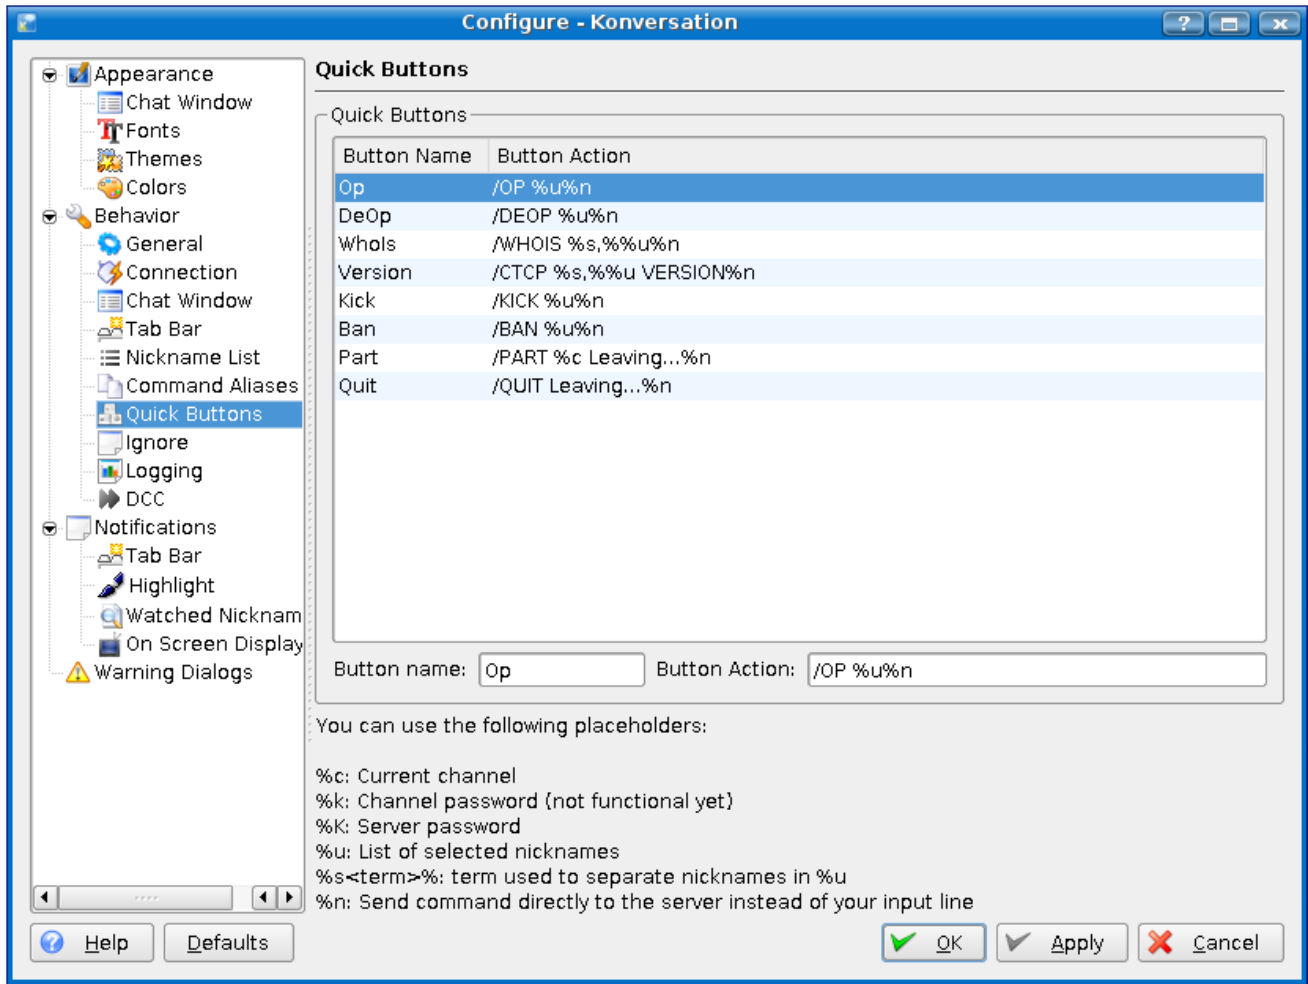 Configure - Konversation
?
Appearance
Chat Window
Fonts
Themes
Colors
Behavior
General
Connection
Chat Window
Tab Bar
Nickname List
Command Aliases
Quick Buttons
Ignore
Logging
DCC
Notifications
Tab Bar
Highlight
Watched Nicknam
On Screen Display
Warning Dialogs
Quick Buttons
Quick Buttons
Button Name Button Action
Op /OP %u%n
DeOp /DEOP %u%n
WhoIs /WHOIS %s,%%u%n
Version /CTCP %s,%%u VERSION%n
Kick /KICK %u%n
Ban /BAN %u%n
Part /PART %c Leaving...%n
Quit /QUIT Leaving...%n
Button name: Op Button Action: /OP %u%n
You can use the following placeholders:
%c: Current channel
%k: Channel password (not functional yet)
%K: Server password
%u: List of selected nicknames
%s<term>%: term used to separate nicknames in %u
%n: Send command directly to the server instead of your input line
? Help Defaults OK Apply Cancel